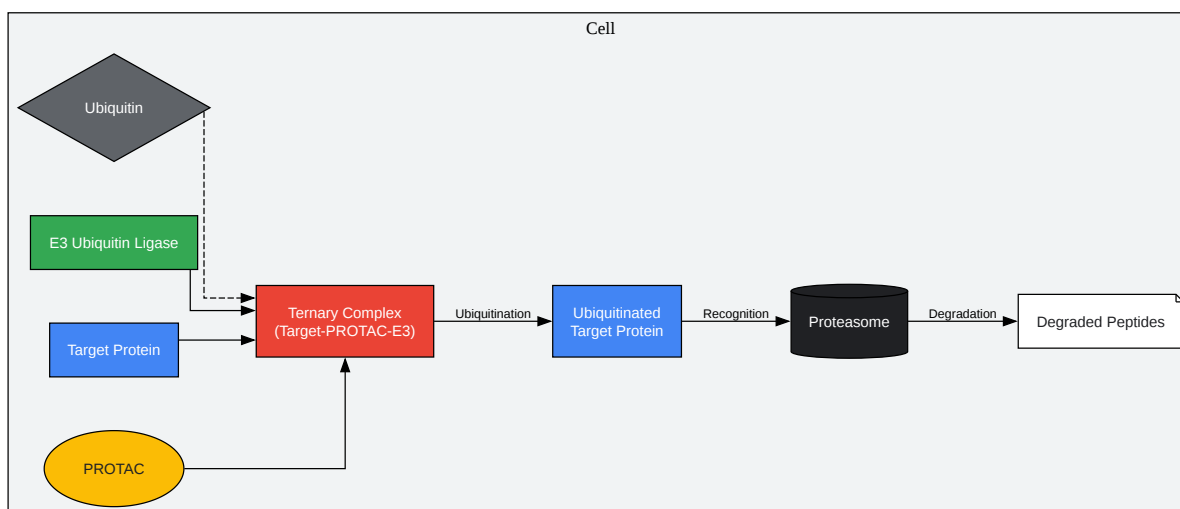 Cell
Ubiquitin
E3 Ubiquitin Ligase
Target Protein
PROTAC
Ternary Complex
(Target-PROTAC-E3)
Ubiquitination
Ubiquitinated
Target Protein
Recognition
Proteasome
Degradation
Degraded Peptides